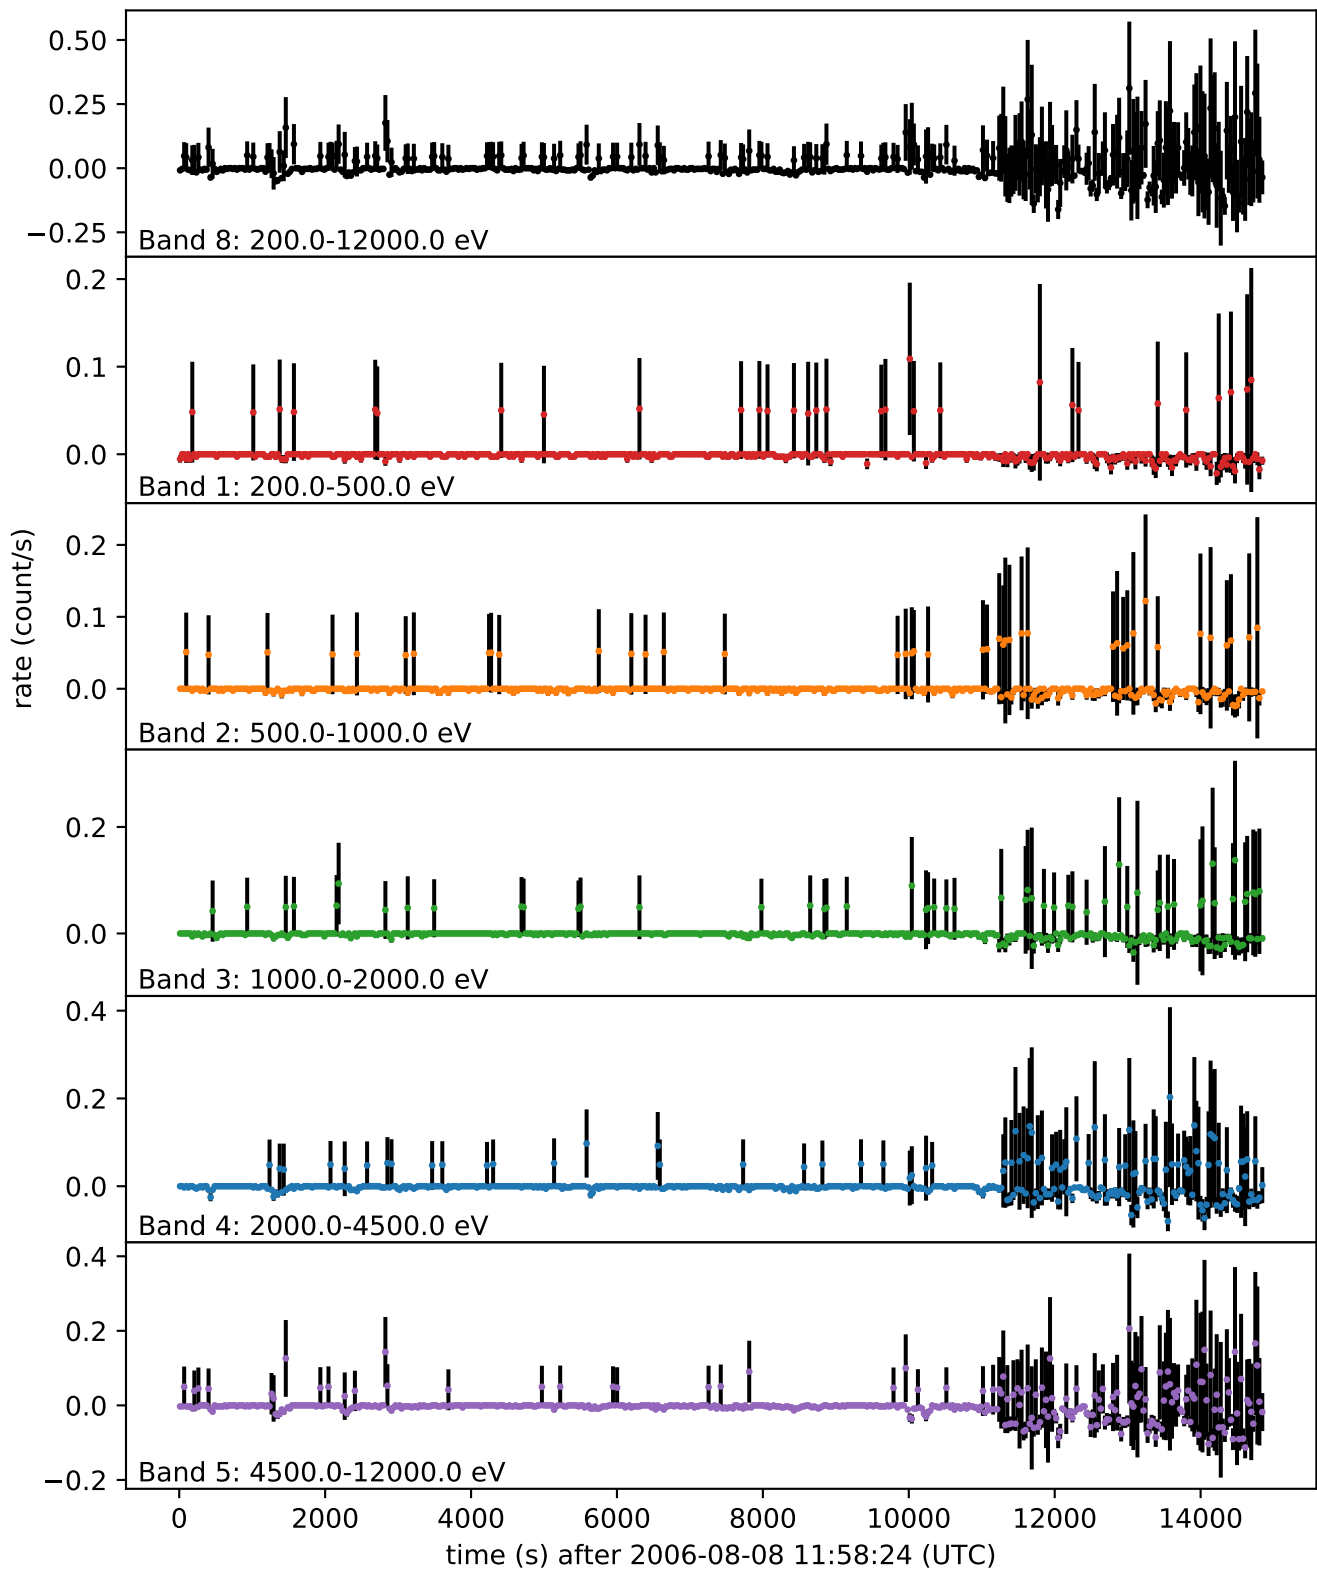 0.50
0.25
0.00
−0.25
Band 8: 200.0-12000.0 eV
0.2
0.1
0.0
Band 1: 200.0-500.0 eV
0.2
0.1
0.0
Band 2: 500.0-1000.0 eV
rate (count/s)
0.2
0.0
Band 3: 1000.0-2000.0 eV
0.4
0.2
0.0
Band 4: 2000.0-4500.0 eV
0.4
0.2
0.0
−0.2
Band 5: 4500.0-12000.0 eV
0 2000 4000 6000 8000 10000 12000 14000
time (s) after 2006-08-08 11:58:24 (UTC)